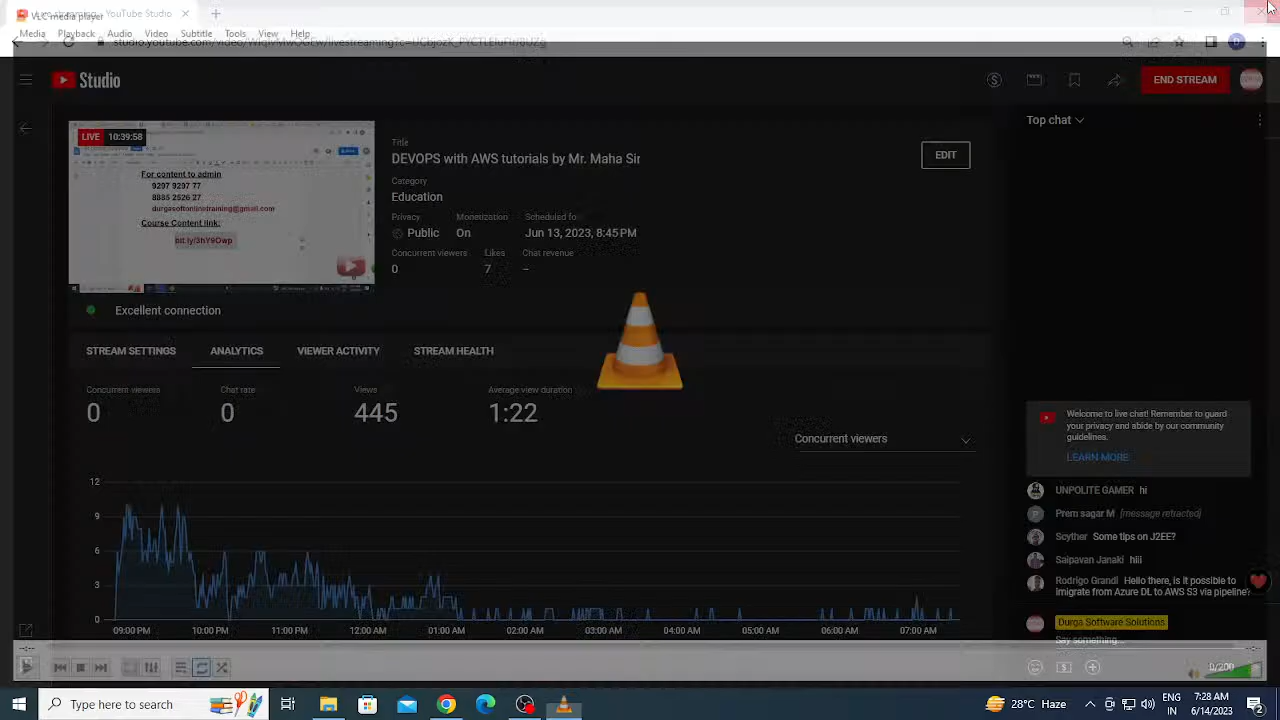 YouTube Studio
VLC media player
Media Playback Audio Video Subtitle Tools View Help
Studio
END STREAM
LIVE 10:39:58
For content to admin
9297 9297 77
8885 2526 27
durgasoftonlinetraining@gmail.com
Course Content link:
bit.ly/3hY9Owp
Title
DEVOPS with AWS tutorials by Mr. Maha Sir
EDIT
Category
Education
Privacy Monetization Scheduled fo
Public On Jun 13, 2023, 8:45 PM
Concurrent viewers Likes Chat revenue
0 7 –
Excellent connection
STREAM SETTINGS ANALYTICS VIEWER ACTIVITY STREAM HEALTH
Concurrent viewers Chat rate Views Average view duration
0 0 445 1:22
Concurrent viewers
12
9
6
3
0
09:00 PM 10:00 PM 11:00 PM 12:00 AM 01:00 AM 02:00 AM 03:00 AM 04:00 AM 05:00 AM 06:00 AM 07:00 AM
Top chat
Welcome to live chat! Remember to guard
your privacy and abide by our community
guidelines.
LEARN MORE
UNPOLITE GAMER hi
Prem sagar M [message retracted]
Scyther Some tips on J2EE?
Saipavan Janaki hiii
Rodrigo Grandi Hello there, is it possible to
imigrate from Azure DL to AWS S3 via pipeline?
Durga Software Solutions
Say something...
0/200
Type here to search
28°C Haze
7:28 AM
6/14/2023